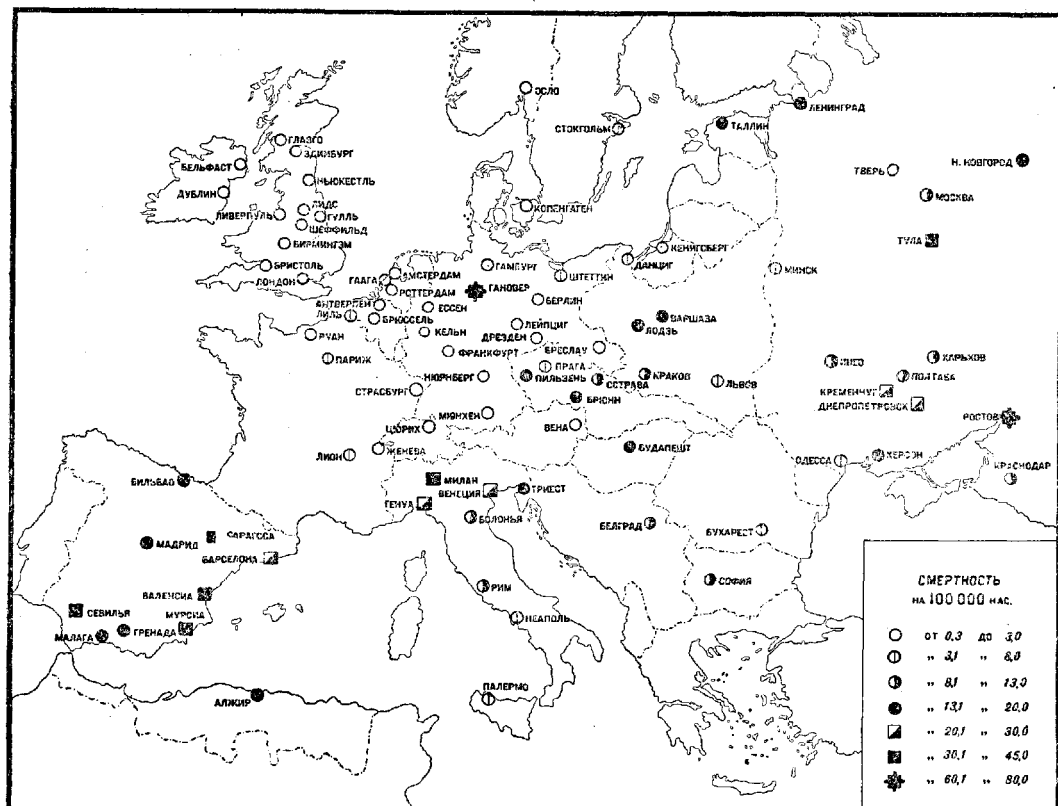 ОСЛО
СТОКГОЛЬМ
ТАЛЛИН
ЛЕНИНГРАД
ГЛАЗГО
ЭДИНБУРГ
БЕЛЬФАСТ
НЬЮКЕСТЛЬ
ДУБЛИН
ЛИДС
ЛИВЕРПУЛЬ
ГУЛЛЬ
ШЕФФИЛЬД
БИРМИНГЭМ
БРИСТОЛЬ
ЛОНДОН
ТВЕРЬ
Н. НОВГОРОД
МОСКВА
ТУЛА
КОПЕНГАГЕН
КЕНИГСБЕРГ
ДАНЦИГ
МИНСК
ГАМБУРГ
ШТЕТТИН
АМСТЕРДАМ
ГААГА
РОТТЕРДАМ
ГАНОВЕР
БЕРЛИН
АНТВЕРПЕН
ЛИЛЬ
БРЮССЕЛЬ
ЕССЕН
ВАРШАЗА
ЛОДЗЬ
РУАН
КЕЛЬН
ЛЕЙПЦИГ
ДРЕЗДЕН
ПАРИЖ
ФРАНКФУРТ
БРЕСЛАУ
ПРАГА
НЮРНБЕРГ
ПИЛЬЗЕНЬ
ОСТРАВА
КРАКОВ
ЛЬВОВ
ХАРЬКОВ
ПОЛТАВА
КРЕМЕНЧУГ
ДНЕПРОПЕТРОВСК
СТРАСБУРГ
БРЮНН
МЮНХЕН
ЦЮРИХ
ВЕНА
РОСТОВ
ЛИОН
ЖЕНЕВА
БУДАПЕШТ
ОДЕССА
ХЕРСОН
КРАСНОДАР
БИЛЬБАО
МИЛАН
ВЕНЕЦИЯ
ТРИЕСТ
ГЕНУА
БОЛОНЬЯ
БЕЛГРАД
БУХАРЕСТ
САРАГОССА
МАДРИД
БАРСЕЛОНА
РИМ
СОФИЯ
ВАЛЕНСИА
СЕВИЛЬЯ
МУРСИА
НЕАПОЛЬ
МАЛАГА
ГРЕНАДА
АЛЖИР
ПАЛЕРМО
СМЕРТНОСТЬ
НА 100 000 НАС.
от 0,3 до 3,0
„ 3,1 „ 8,0
„ 8,1 „ 13,0
„ 13,1 „ 20,0
„ 20,1 „ 30,0
„ 30,1 „ 45,0
„ 60,1 „ 80,0